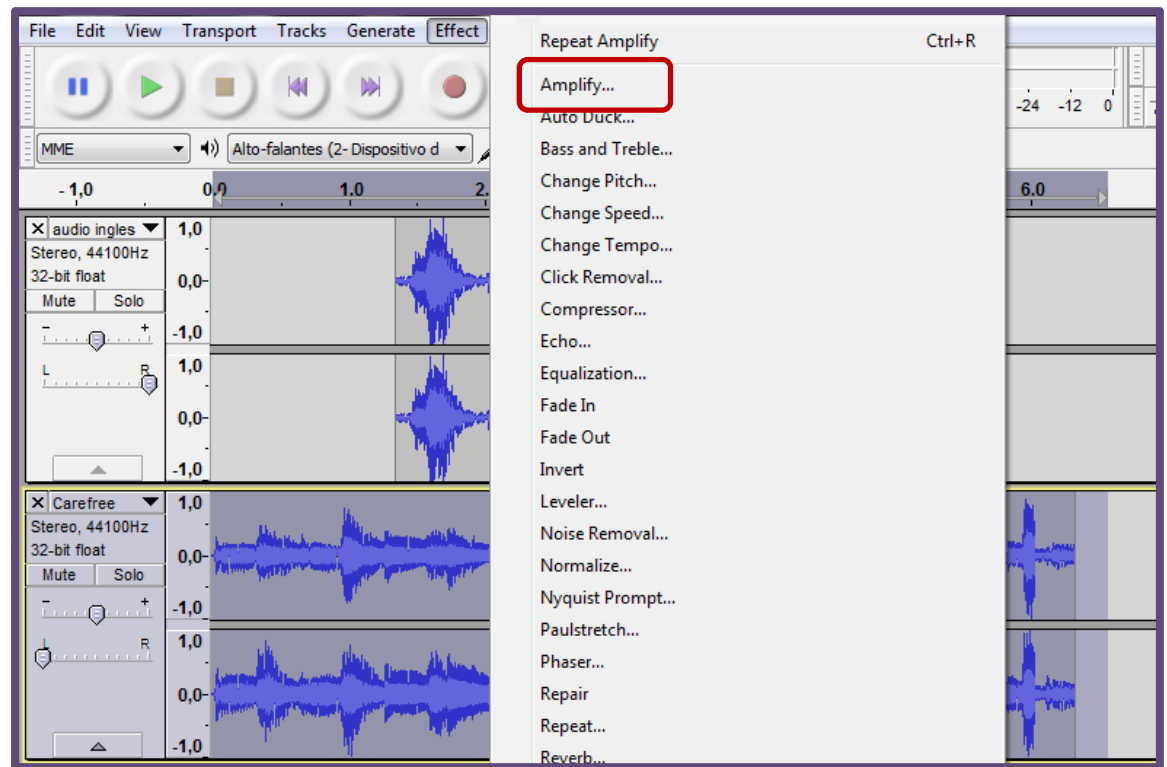 File Edit View Transport Tracks Generate Effect
Repeat Amplify Ctrl+R
Amplify...
Auto Duck...
Bass and Treble...
Change Pitch...
Change Speed...
Change Tempo...
Click Removal...
Compressor...
Echo...
Equalization...
Fade In
Fade Out
Invert
Leveler...
Noise Removal...
Normalize...
Nyquist Prompt...
Paulstretch...
Phaser...
Repair
Repeat...
Reverb...
-24 -12 0
MME Alto-falantes (2- Dispositivo d
- 1,0 0,0 1.0 2. 6.0
audio ingles
Stereo, 44100Hz
32-bit float
Mute Solo
- +
L R
1,0
0,0-
-1,0
1,0
0,0-
-1,0
Carefree
Stereo, 44100Hz
32-bit float
Mute Solo
- +
L R
1,0
0,0-
-1,0
1,0
0,0-
-1,0